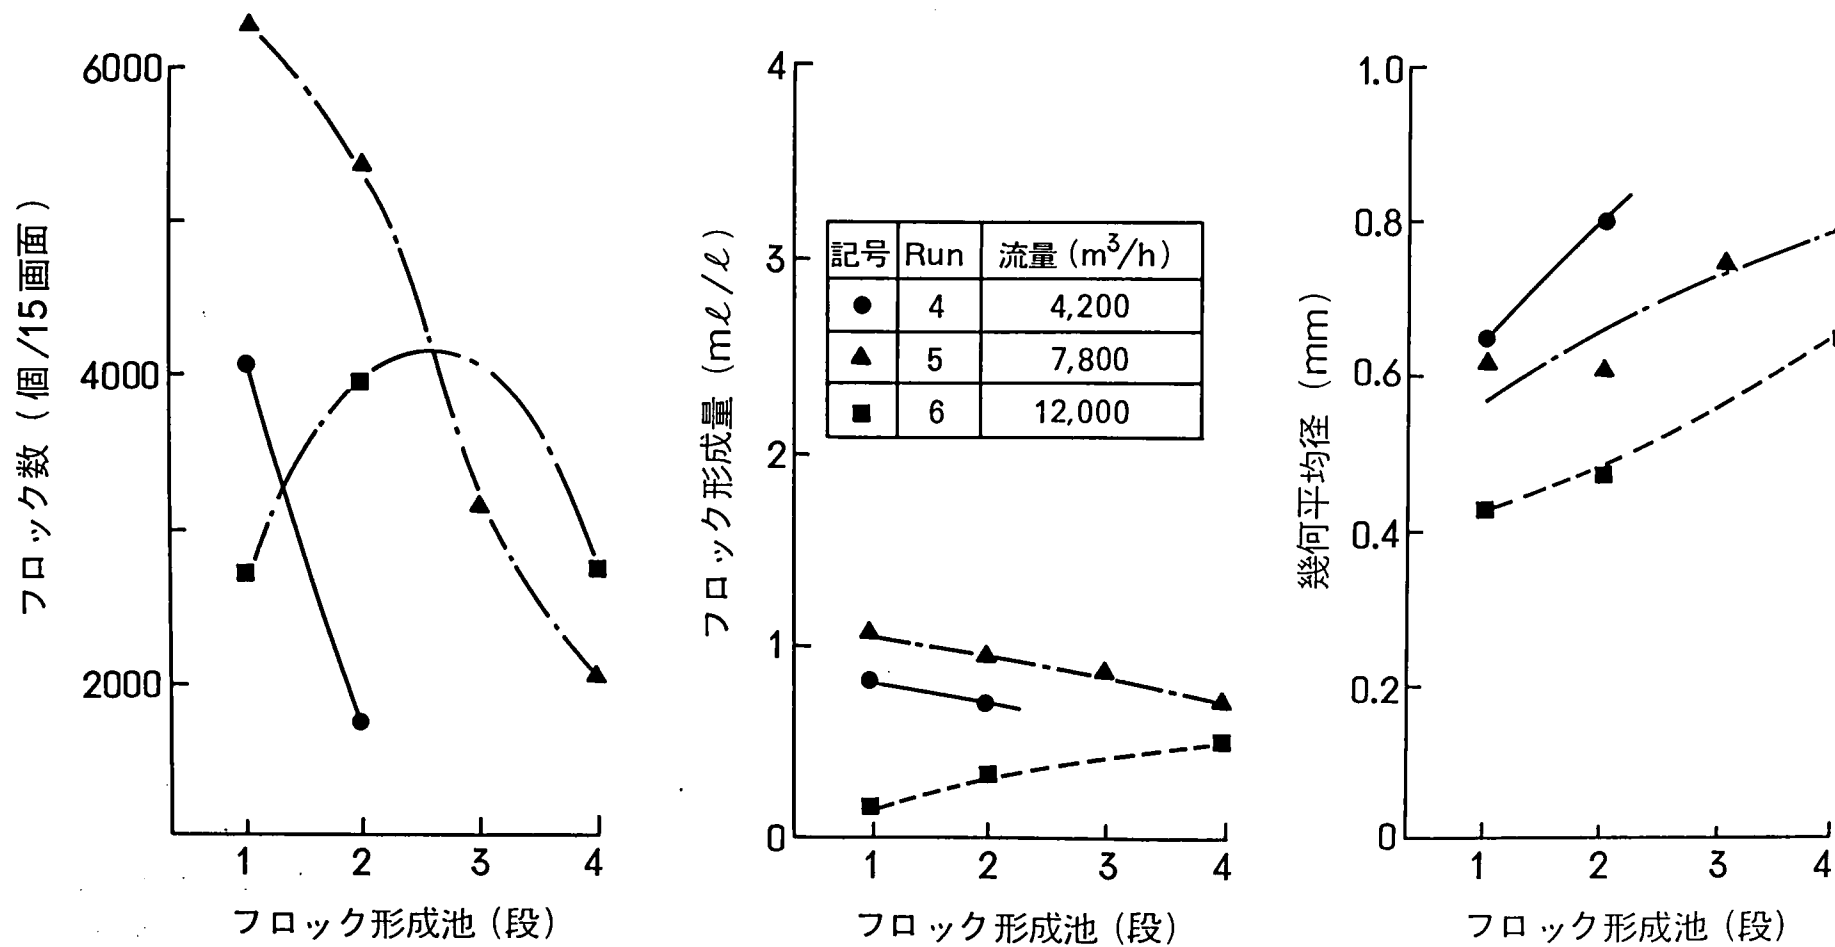 フロック数 (個/15画面)
6000
4000
2000
1
2
3
4
フロック形成池 (段)
フロック形成量 (mℓ/ℓ)
4
3
2
1
0
記号 Run 流量 (m³/h)
● 4 4,200
▲ 5 7,800
■ 6 12,000
1
2
3
4
フロック形成池 (段)
幾何平均径 (mm)
1.0
0.8
0.6
0.4
0.2
0
1
2
3
4
フロック形成池 (段)